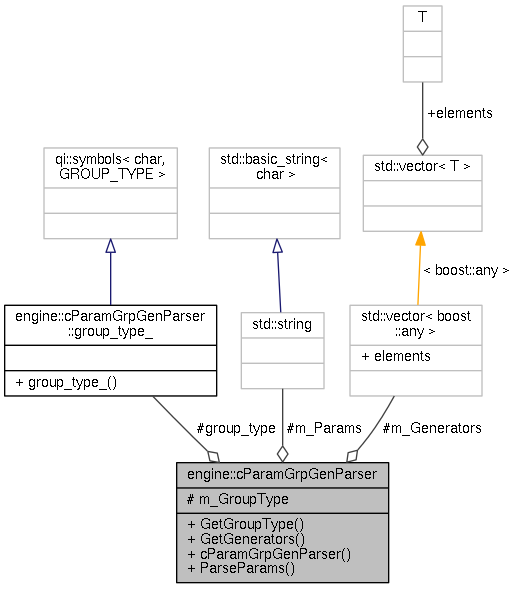 T
+elements
qi::symbols< char,
GROUP_TYPE >
std::basic_string<
char >
std::vector< T >
< boost::any >
engine::cParamGrpGenParser
::group_type_
+ group_type_()
std::string
std::vector< boost
::any >
+ elements
#group_type
#m_Params
#m_Generators
engine::cParamGrpGenParser
# m_GroupType
+ GetGroupType()
+ GetGenerators()
+ cParamGrpGenParser()
+ ParseParams()